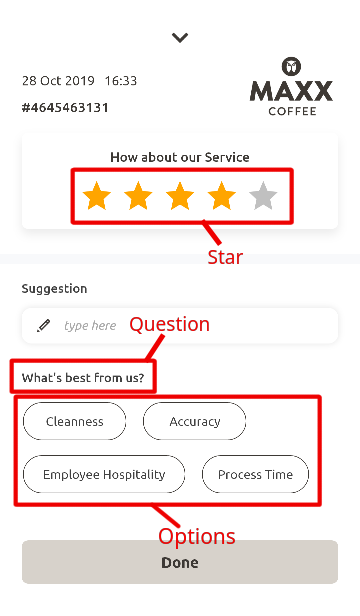 28 Oct 2019 16:33
#4645463131
MAXX
COFFEE
How about our Service
Star
Suggestion
type here
Question
What's best from us?
Cleanness
Accuracy
Employee Hospitality
Process Time
Options
Done